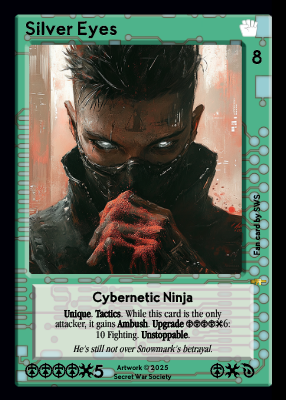 Silver Eyes
8
Fan card by SWS
Cybernetic Ninja
Unique. Tactics. While this card is the only
attacker, it gains Ambush. Upgrade 6:
10 Fighting. Unstoppable.
He's still not over Snowmark's betrayal.
5
Artwork © 2025
Secret War Society